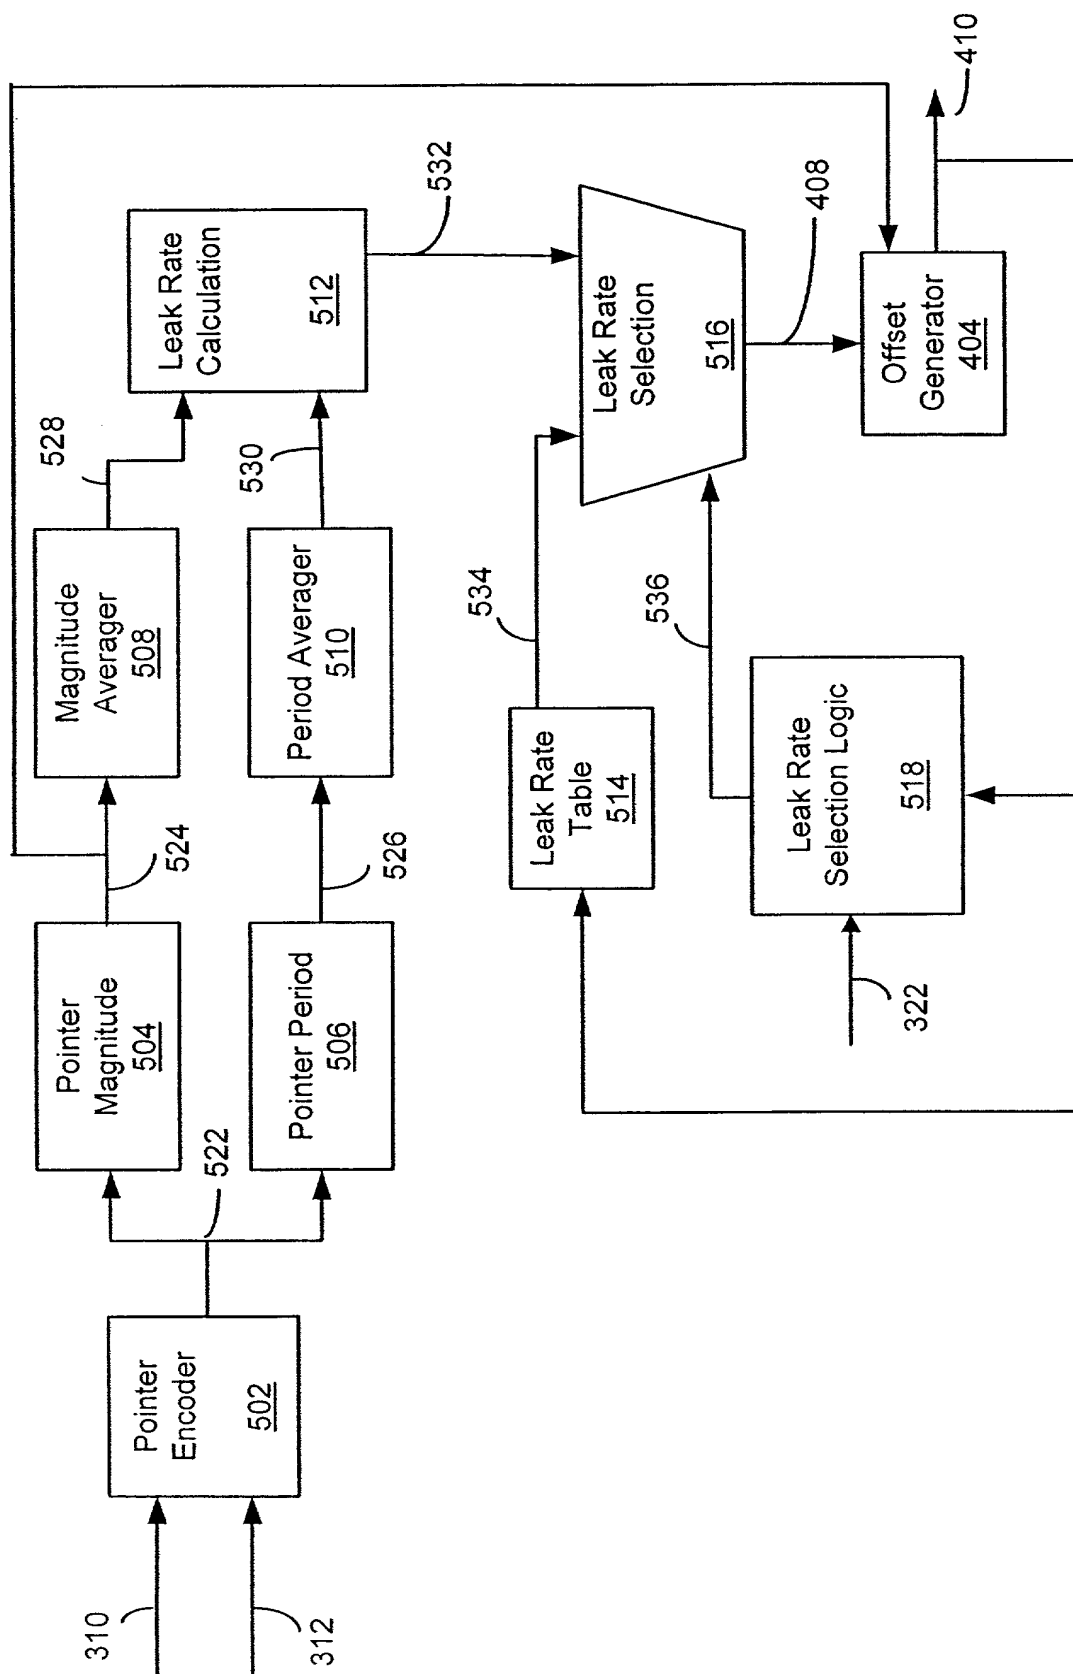 310
312
Pointer
Encoder
502
522
Pointer
Magnitude
504
524
Pointer Period
506
526
Magnitude
Averager
508
528
Period Averager
510
530
Leak Rate
Calculation
512
532
Leak Rate
Table
514
534
Leak Rate
Selection
516
408
322
Leak Rate
Selection Logic
518
536
Offset
Generator
404
410